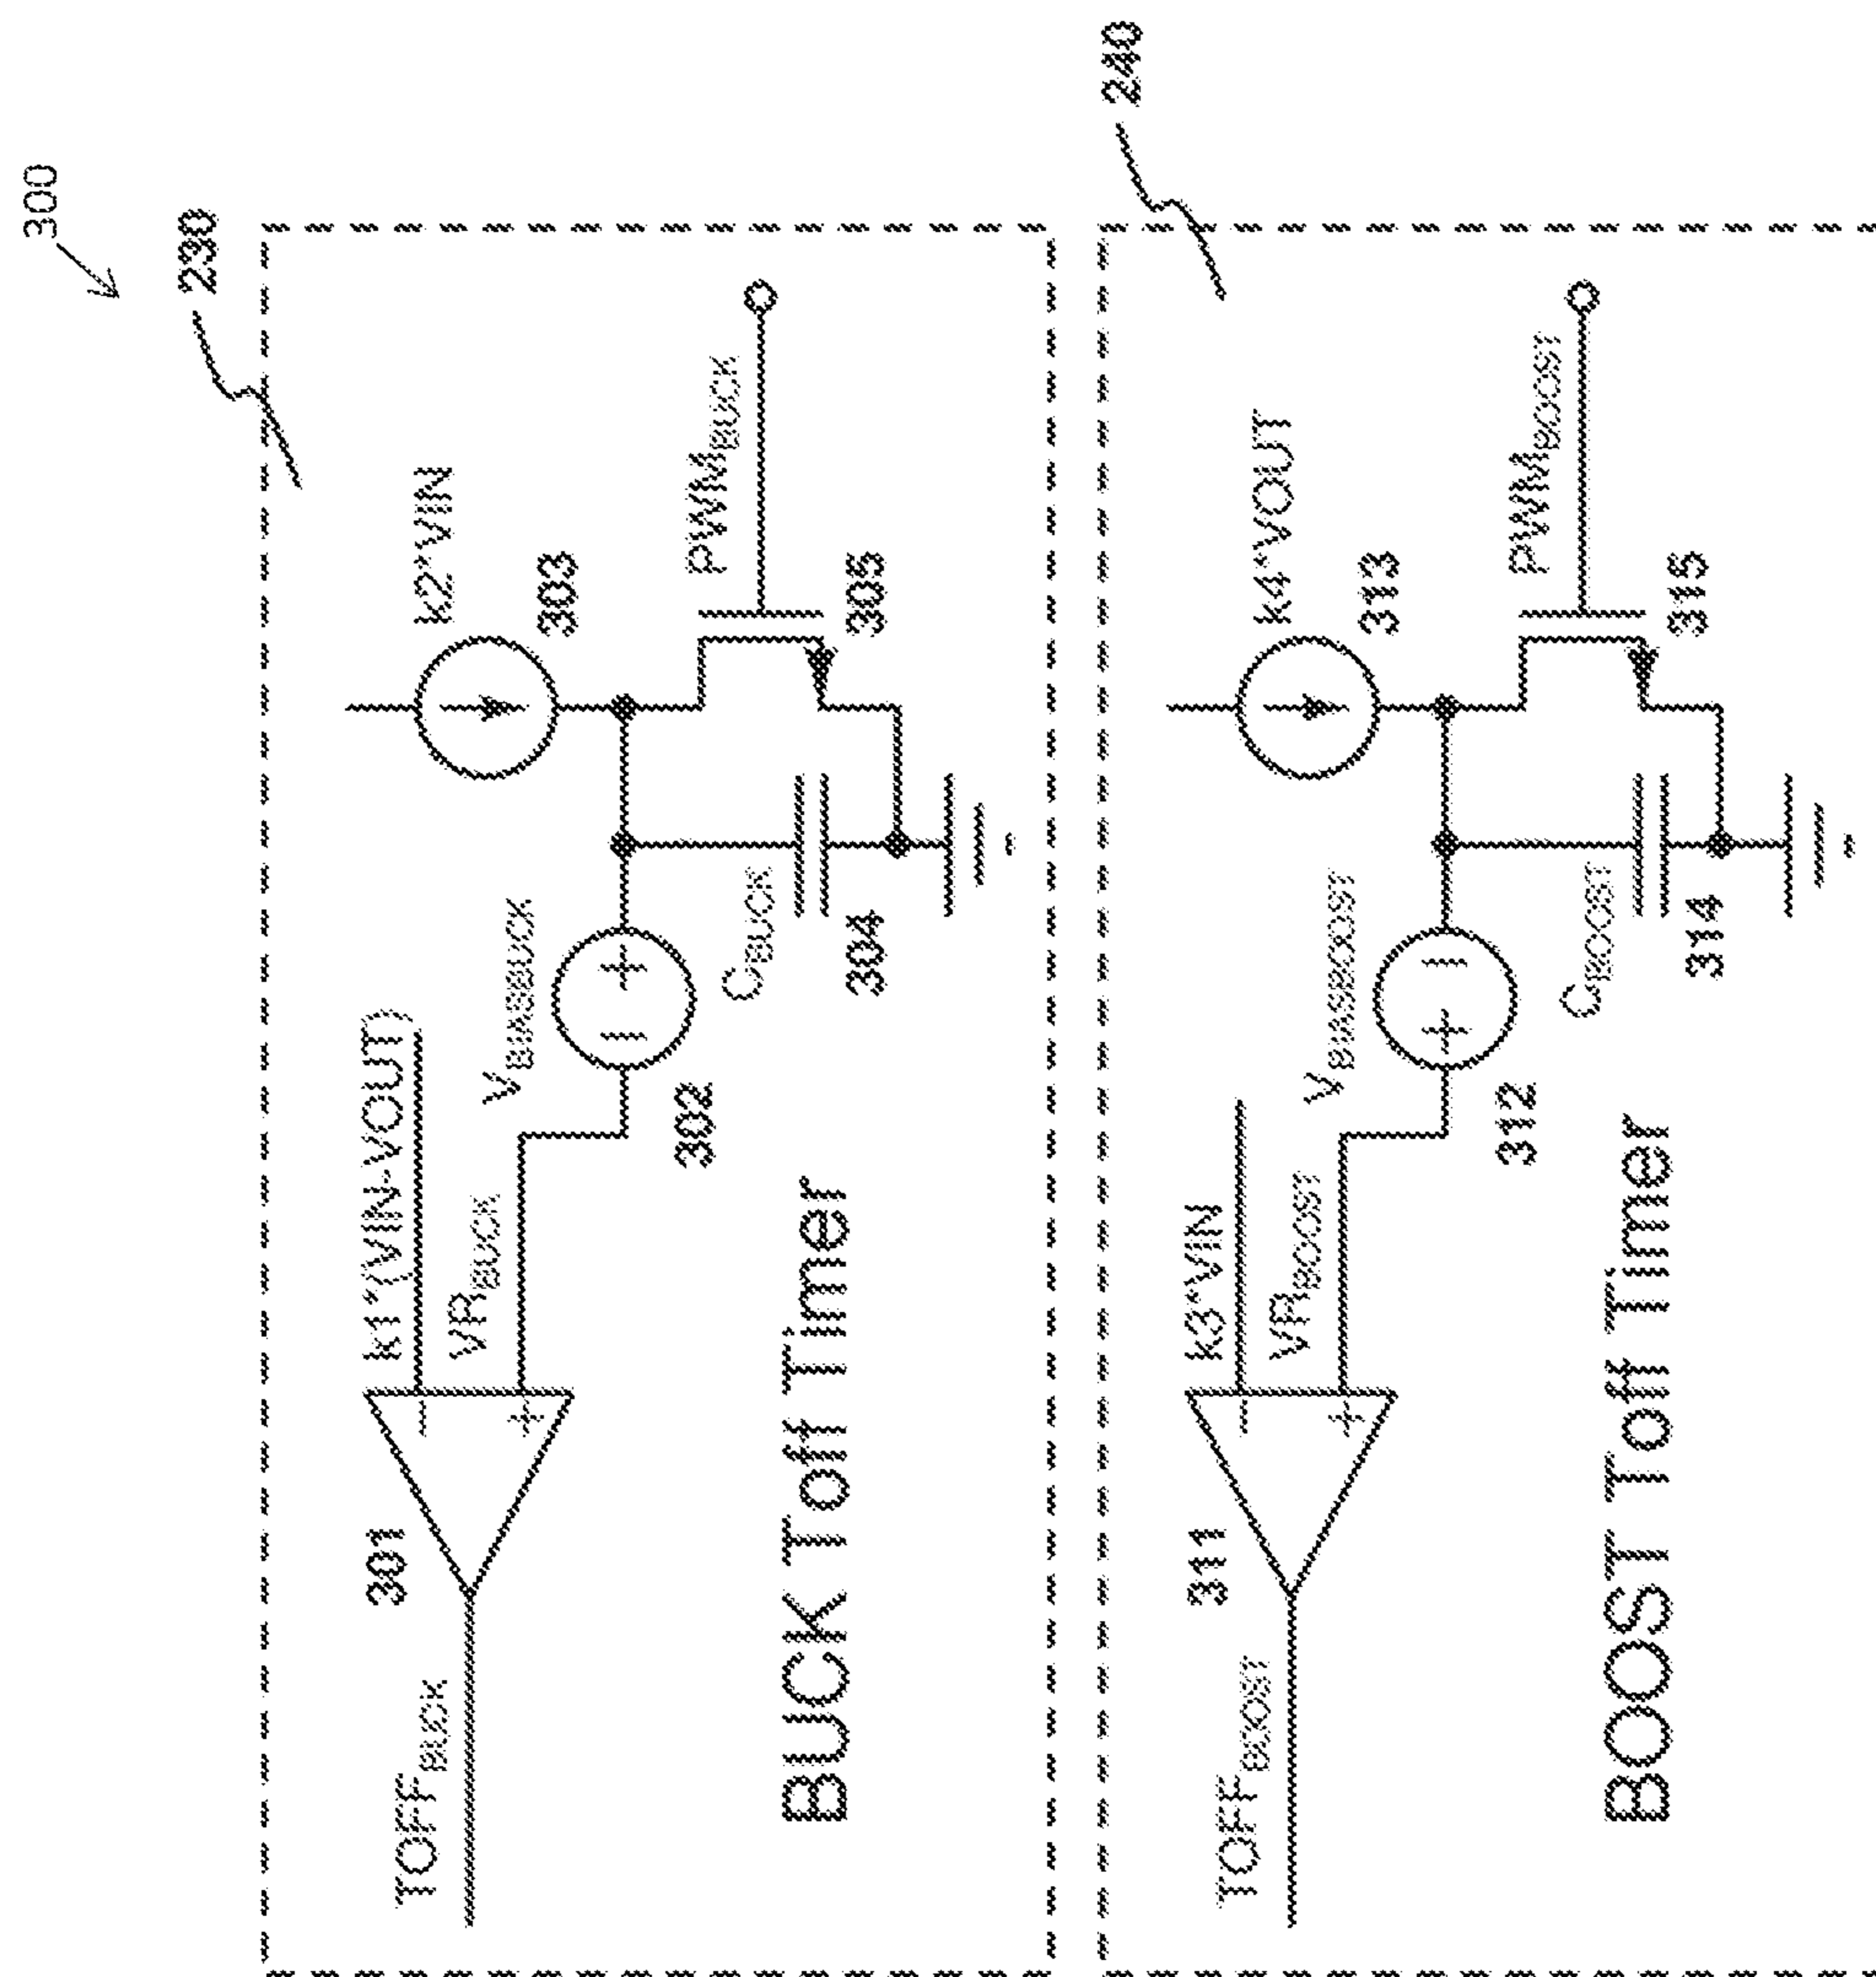 300
230
TOFFBUCK
301
k1*(VIN-VOUT)
VRBUCK
− +
VBIASBUCK
302
− +
k2*VIN
303
CBUCK
304
PWMBUCK
305
BUCK Toff Timer
240
TOFFBOOST
311
k3*VIN
VRBOOST
− +
VBIASBOOST
312
+ −
k4*VOUT
313
CBOOST
314
PWMBOOST
315
BOOST Toff Timer